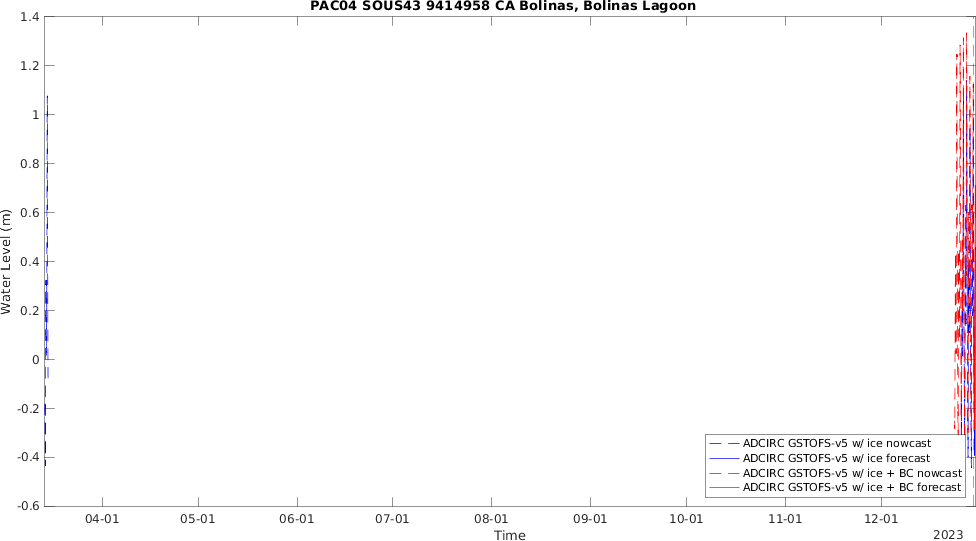 PAC04 SOUS43 9414958 CA Bolinas, Bolinas Lagoon
1.4
1.2
1
0.8
0.6
0.4
0.2
0
-0.2
-0.4
-0.6
Water Level (m)
04-01 05-01 06-01 07-01 08-01 09-01 10-01 11-01 12-01
Time
2023
ADCIRC GSTOFS-v5 w/ ice nowcast
ADCIRC GSTOFS-v5 w/ ice forecast
ADCIRC GSTOFS-v5 w/ ice + BC nowcast
ADCIRC GSTOFS-v5 w/ ice + BC forecast